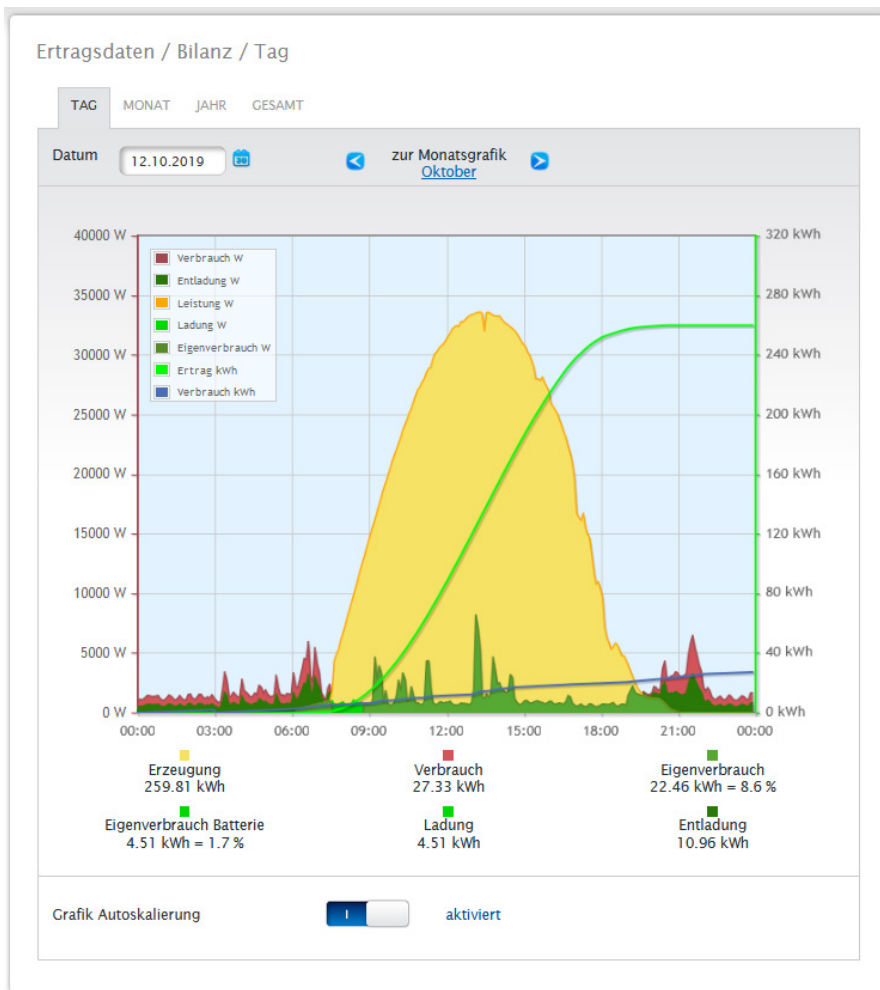 Ertragsdaten / Bilanz / Tag
TAG MONAT JAHR GESAMT
Datum 12.10.2019 30 zur Monatsgrafik
Oktober
40000 W 320 kWh
35000 W 280 kWh
30000 W 240 kWh
25000 W 200 kWh
20000 W 160 kWh
15000 W 120 kWh
10000 W 80 kWh
5000 W 40 kWh
0 W 0 kWh
Verbrauch W
Entladung W
Leistung W
Ladung W
Eigenverbrauch W
Ertrag kWh
Verbrauch kWh
00:00 03:00 06:00 09:00 12:00 15:00 18:00 21:00 00:00
Erzeugung Verbrauch Eigenverbrauch
259.81 kWh 27.33 kWh 22.46 kWh = 8.6 %
Eigenverbrauch Batterie Ladung Entladung
4.51 kWh = 1.7 % 4.51 kWh 10.96 kWh
Grafik Autoskalierung I aktiviert